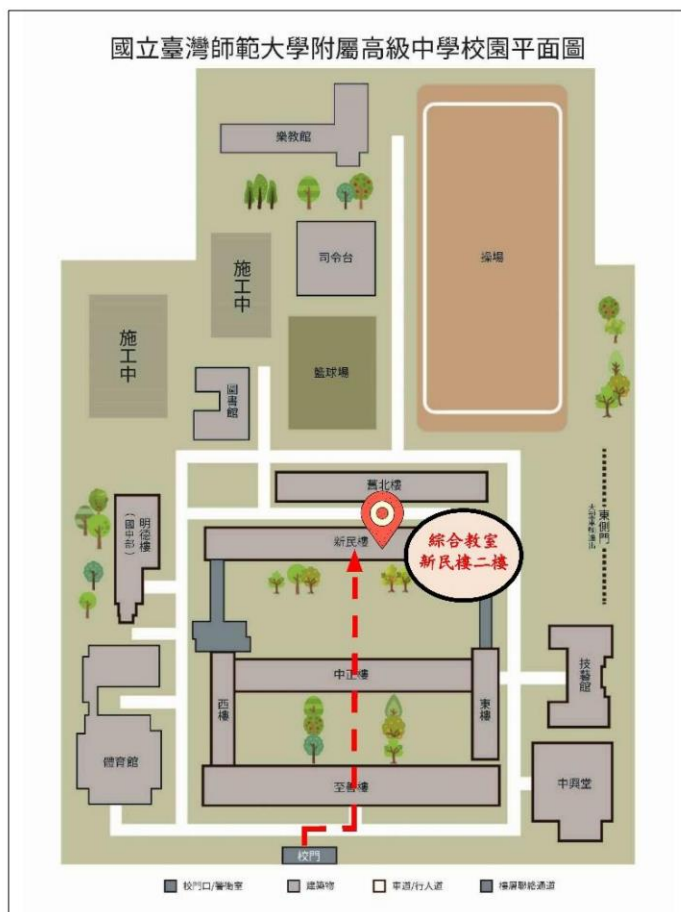 國立臺灣師範大學附屬高級中學校園平面圖
樂教館
司令台
操場
施工中
施工中
籃球場
圖書館
舊北樓
明德樓
(國中部)
新民樓
綜合教室
新民樓二樓
東側門
技藝館
中正樓
西樓
東樓
體育館
至善樓
中興堂
校門
校門口/警衛室
建築物
車道/行人道
樓層聯絡通道